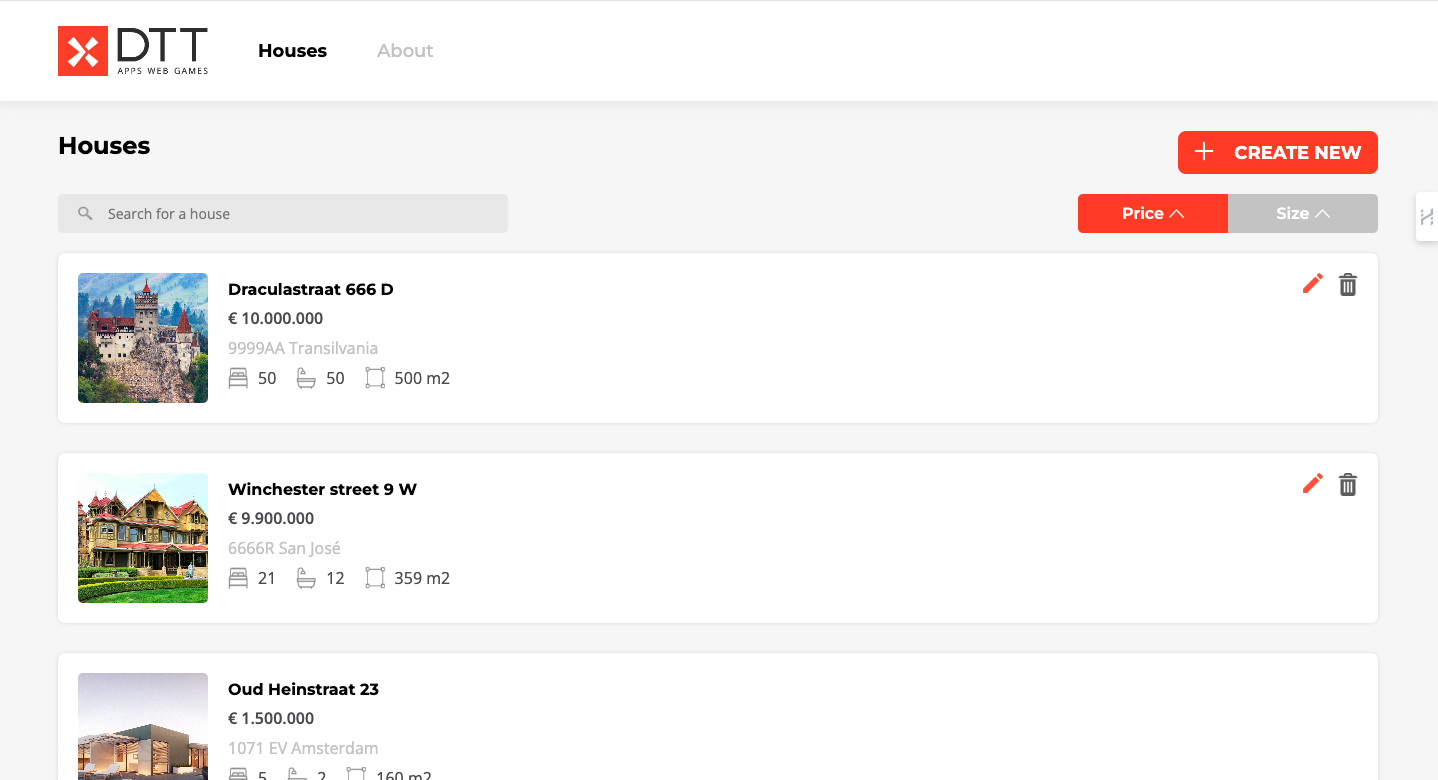 DTT
APPS WEB GAMES
Houses
About
Houses
CREATE NEW
Search for a house
Price
Size
Draculastraat 666 D
€ 10.000.000
9999AA Transilvania
50 50 500 m2
Winchester street 9 W
€ 9.900.000
6666R San José
21 12 359 m2
Oud Heinstraat 23
€ 1.500.000
1071 EV Amsterdam
5 2 160 m2